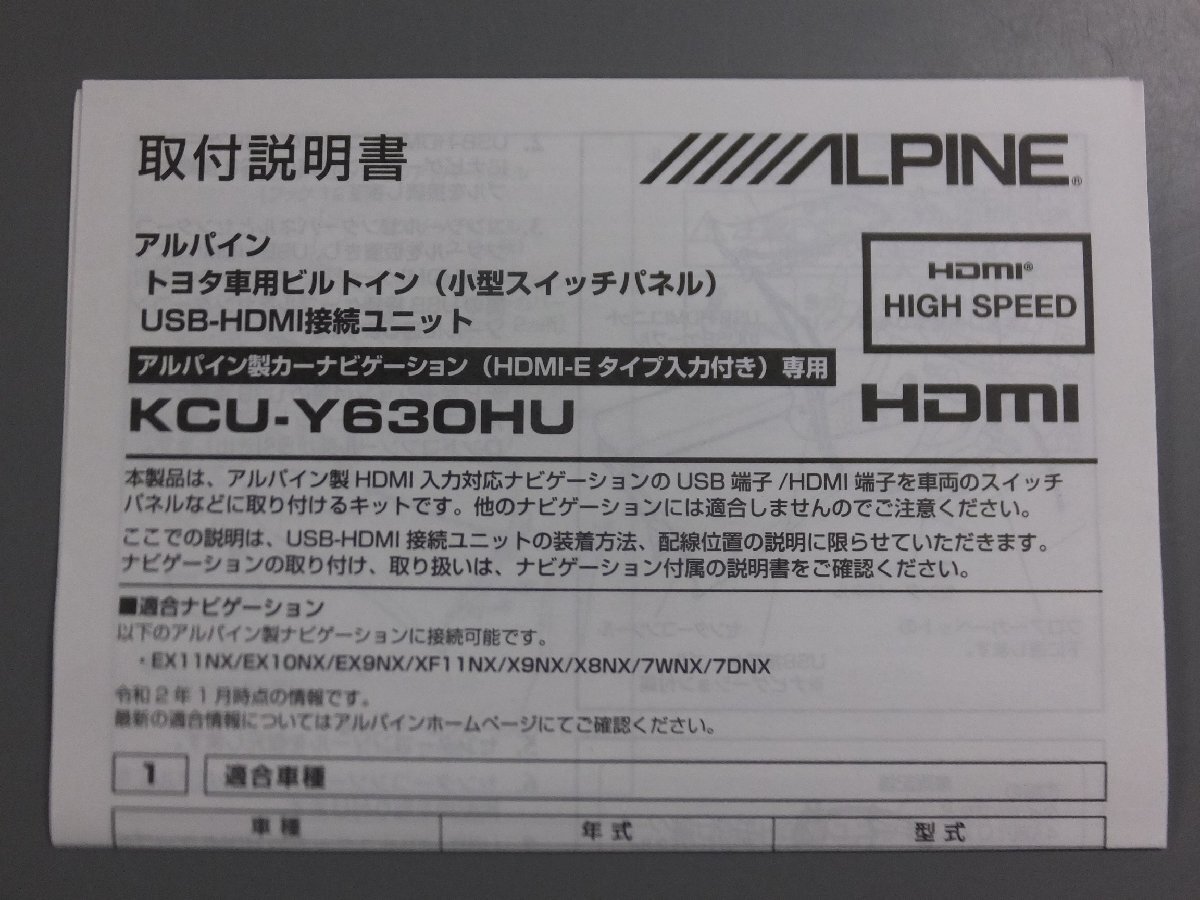 取付説明書
ALPINE®
アルパイン
トヨタ車用ビルトイン（小型スイッチパネル）
USB-HDMI接続ユニット
HDMI®
HIGH SPEED
アルパイン製カーナビゲーション（HDMI-E タイプ入力付き）専用
KCU-Y630HU
HDMI
本製品は、アルパイン製 HDMI 入力対応ナビゲーションの USB 端子 /HDMI 端子を車両のスイッチ
パネルなどに取り付けるキットです。他のナビゲーションには適合しませんのでご注意ください。
ここでの説明は、USB-HDMI 接続ユニットの装着方法、配線位置の説明に限らせていただきます。
ナビゲーションの取り付け、取り扱いは、ナビゲーション付属の説明書をご確認ください。
■適合ナビゲーション
以下のアルパイン製ナビゲーションに接続可能です。
・EX11NX/EX10NX/EX9NX/XF11NX/X9NX/X8NX/7WNX/7DNX
令和２年１月時点の情報です。
最新の適合情報についてはアルパインホームページにてご確認ください。
1 適合車種
車種 年式 型式